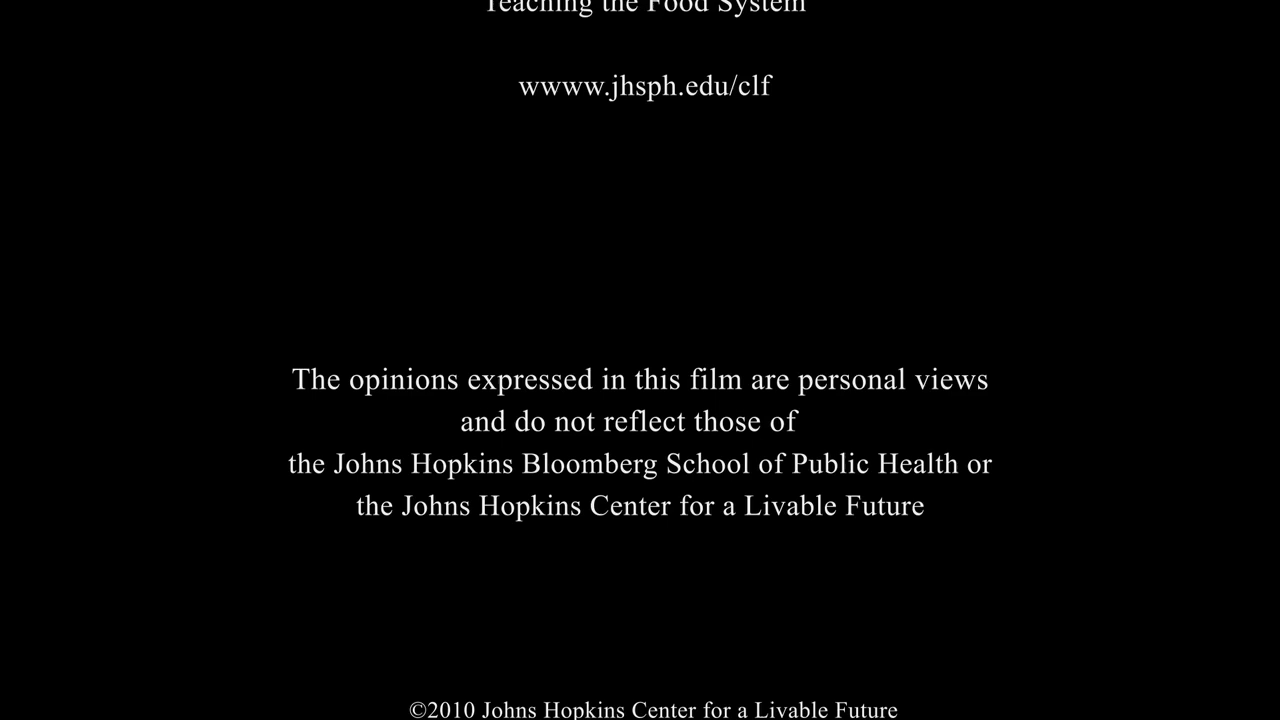 Teaching the Food System
wwww.jhsph.edu/clf
The opinions expressed in this film are personal views
and do not reflect those of
the Johns Hopkins Bloomberg School of Public Health or
the Johns Hopkins Center for a Livable Future
©2010 Johns Hopkins Center for a Livable Future